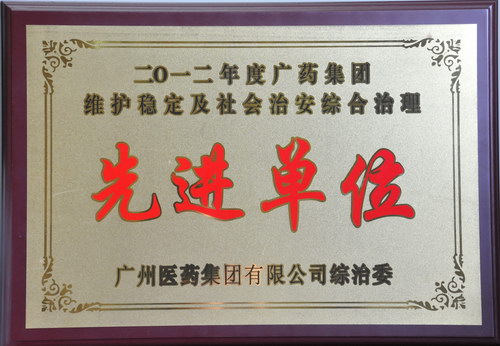 二O一二年度广药集团
维护稳定及社会治安综合治理
先进单位
广州医药集团有限公司综治委